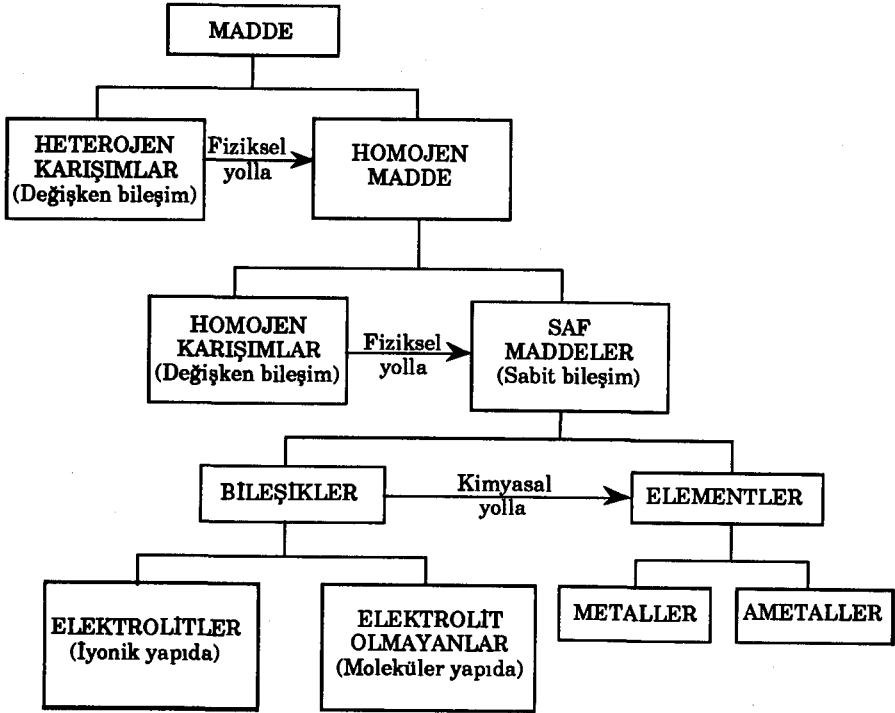 MADDE
HETEROJEN
KARIŞIMLAR
(Değişken bileşim)
Fiziksel
yolla
HOMOJEN
MADDE
HOMOJEN
KARIŞIMLAR
(Değişken bileşim)
Fiziksel
yolla
SAF
MADDELER
(Sabit bileşim)
BİLEŞİKLER
Kimyasal
yolla
ELEMENTLER
ELEKTROLİTLER
(İyonik yapıda)
ELEKTROLİT
OLMAYANLAR
(Moleküler yapıda)
METALLER
AMETALLER